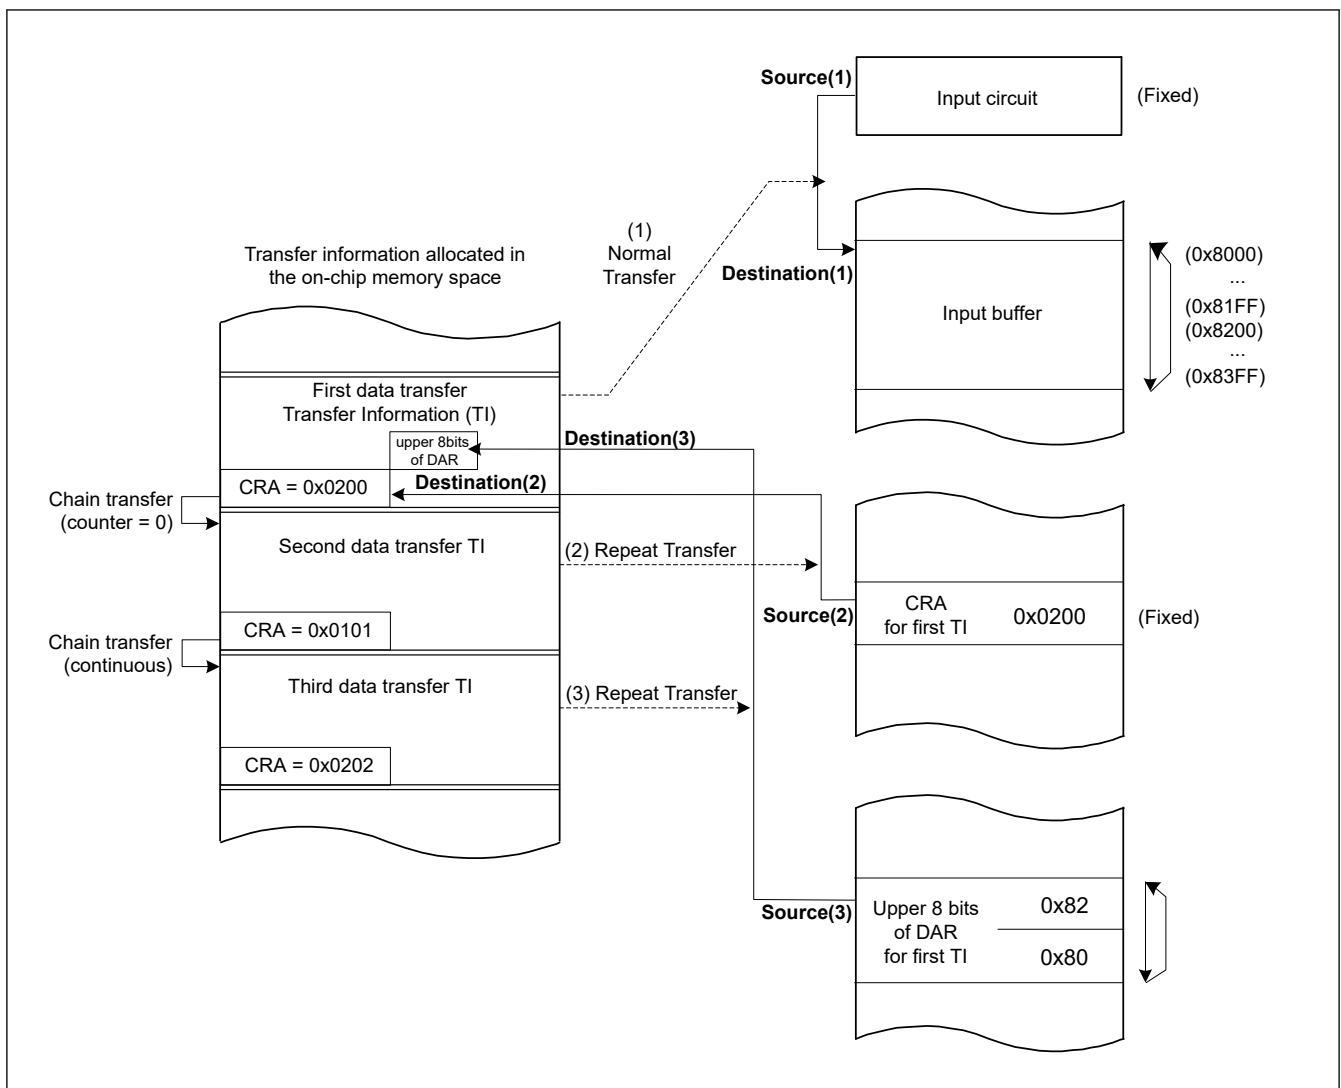 Source(1)
Input circuit
(Fixed)
(1)
Normal
Transfer
Transfer information allocated in
the on-chip memory space
Destination(1)
Input buffer
(0x8000)
...
(0x81FF)
(0x8200)
...
(0x83FF)
First data transfer
Transfer Information (TI)
upper 8bits
of DAR
Destination(3)
CRA = 0x0200
Destination(2)
Chain transfer
(counter = 0)
Second data transfer TI
(2) Repeat Transfer
CRA = 0x0101
Source(2)
CRA
for first TI
0x0200
(Fixed)
Chain transfer
(continuous)
Third data transfer TI
(3) Repeat Transfer
CRA = 0x0202
Source(3)
Upper 8 bits
of DAR
for first TI
0x82
0x80